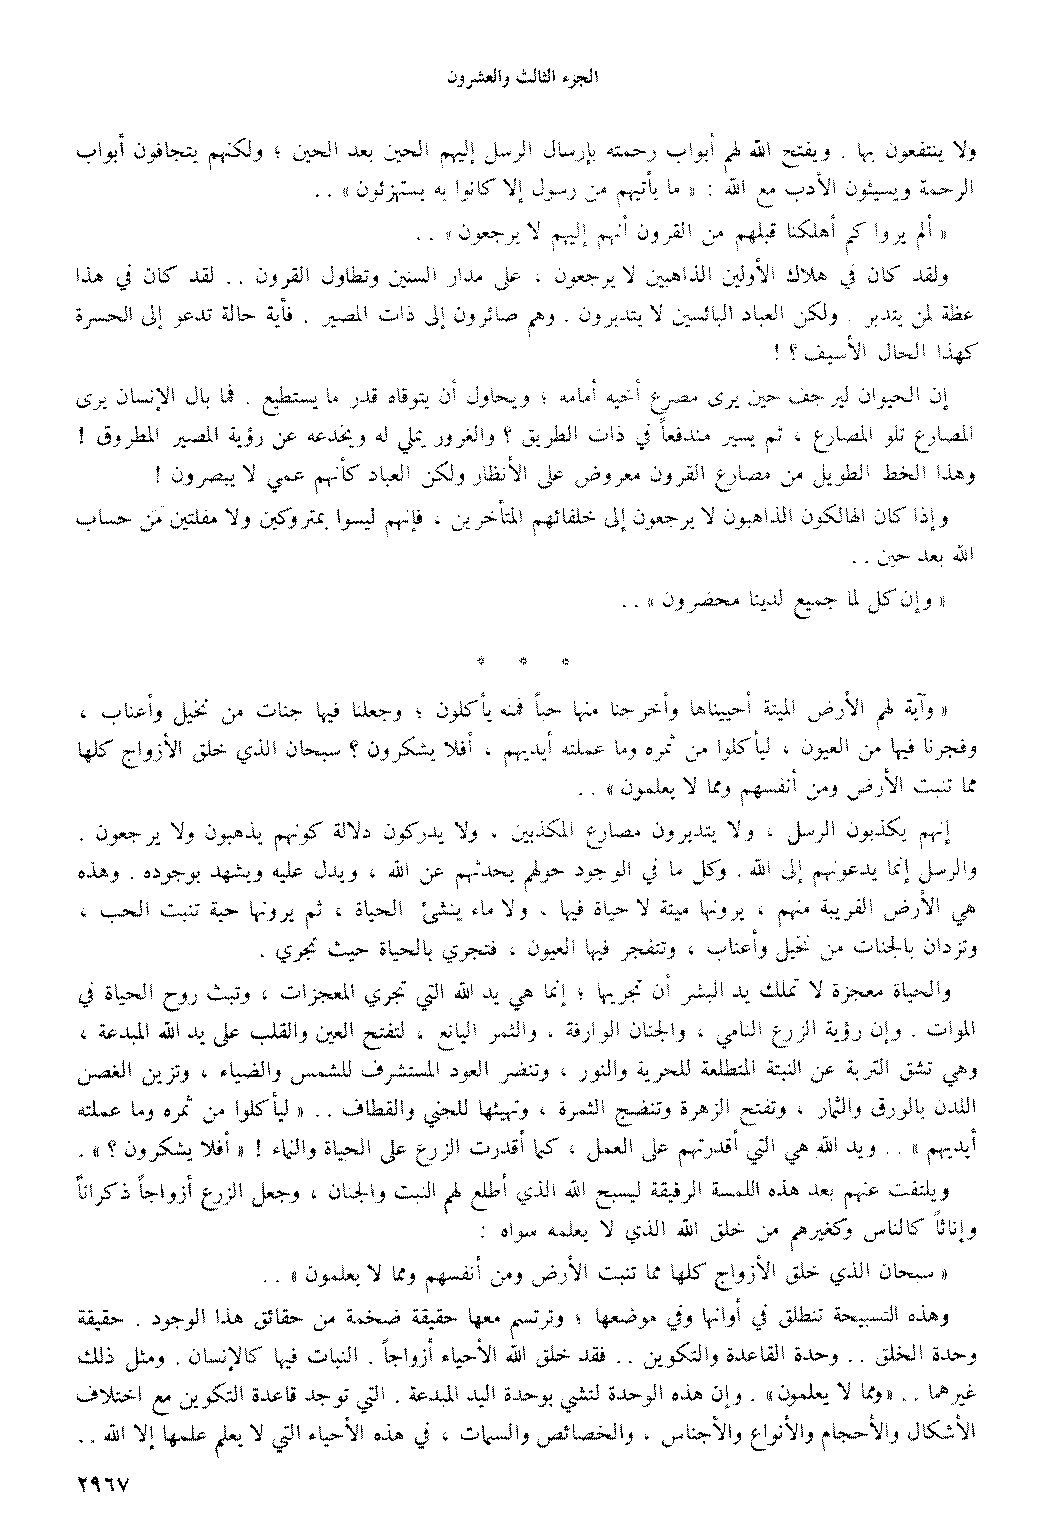 الجزء الثالث والعشرون
ولا ينتفعون بها . ويفتح الله لهم أبواب رحمته بإرسال الرسل إليهم الحين بعد الحين ؛ ولكنهم يتجافون أبواب
الرحمة ويسيئون الأدب مع الله : « ما يأتيهم من رسول إلا كانوا به يستهزئون » . .
« ألم يروا كم أهلكنا قبلهم من القرون أنهم إليهم لا يرجعون » . .
ولقد كان في هلاك الأولين الذاهبين لا يرجعون ، على مدار السنين وتطاول القرون . . لقد كان في هذا
عظة لمن يتدبر . ولكن العباد البائسين لا يتدبرون . وهم صائرون إلى ذات المصير . فأية حالة تدعو إلى الحسرة
كهذا الحال الأسيف ؟ !
إن الحيوان ليرجف حين يرى مصرع أخيه أمامه ؛ ويحاول أن يتوقاه قدر ما يستطيع . فما بال الإنسان يرى
المصارع تلو المصارع ، ثم يسير مندفعاً في ذات الطريق ؟ والغرور يملي له ويخدعه عن رؤية المصير المطروق !
وهذا الخط الطويل من مصارع القرون معروض على الأنظار ولكن العباد كأنهم عمي لا يبصرون !
وإذا كان الهالكون الذاهبون لا يرجعون إلى خلفائهم المتأخرين ، فإنهم ليسوا بمتروكين ولا مفلتين من حساب
الله بعد حين . .
« وإن كل لما جميع لدينا محضرون » . .
* * *
« وآية لهم الأرض الميتة أحييناها وأخرجنا منها حباً فمنه يأكلون ؛ وجعلنا فيها جنات من نخيل وأعناب ،
وفجرنا فيها من العيون ، ليأكلوا من ثمره وما عملته أيديهم ، أفلا يشكرون ؟ سبحان الذي خلق الأزواج كلها
مما تنبت الأرض ومن أنفسهم ومما لا يعلمون » . .
إنهم يكذبون الرسل ، ولا يتدبرون مصارع المكذبين ، ولا يدركون دلالة كونهم يذهبون ولا يرجعون .
والرسل إنما يدعونهم إلى الله . وكل ما في الوجود حولهم يحدثهم عن الله ، ويدل عليه ويشهد بوجوده . وهذه
هي الأرض القريبة منهم ، يرونها ميتة لا حياة فيها ، ولا ماء ينشئ الحياة ، ثم يرونها حية تنبت الحب ،
وتزدان بالجنات من نخيل وأعناب ، وتتفجر فيها العيون ، فتجري بالحياة حيث تجري .
والحياة معجزة لا تملك يد البشر أن تجريها ؛ إنما هي يد الله التي تجري المعجزات ، وتبث روح الحياة في
الموات . وإن رؤية الزرع النامي ، والجنان الوارفة ، والثمر اليانع ، لتفتح العين والقلب على يد الله المبدعة ،
وهي تشق التربة عن النبتة المتطلعة للحرية والنور ، وتنضر العود المستشرف للشمس والضياء ، وتزين الغصن
اللدن بالورق والثمار ، وتفتح الزهرة وتنضج الثمرة ، وتهيئها للجني والقطاف . . « ليأكلوا من ثمره وما عملته
أيديهم » . . ويد الله هي التي أقدرتهم على العمل ، كما أقدرت الزرع على الحياة والنماء ! « أفلا يشكرون ؟ » .
ويلتفت عنهم بعد هذه اللمسة الرفيقة ليسبح الله الذي أطلع لهم النبت والجنان ، وجعل الزرع أزواجاً ذكراناً
وإناثاً كالناس وكغيرهم من خلق الله الذي لا يعلمه سواه :
« سبحان الذي خلق الأزواج كلها مما تنبت الأرض ومن أنفسهم ومما لا يعلمون » . .
وهذه التسبيحة تنطلق في أوانها وفي موضعها ؛ وترتسم معها حقيقة ضخمة من حقائق هذا الوجود . حقيقة
وحدة الخلق . . وحدة القاعدة والتكوين . . فقد خلق الله الأحياء أزواجاً . النبات فيها كالإنسان . ومثل ذلك
غيرهما . . «ومما لا يعلمون» . وإن هذه الوحدة لتشي بوحدة اليد المبدعة . التي توجد قاعدة التكوين مع اختلاف
الأشكال والأحجام والأنواع والأجناس ، والخصائص والسمات ، في هذه الأحياء التي لا يعلم علمها إلا الله . .
٢٩٦٧